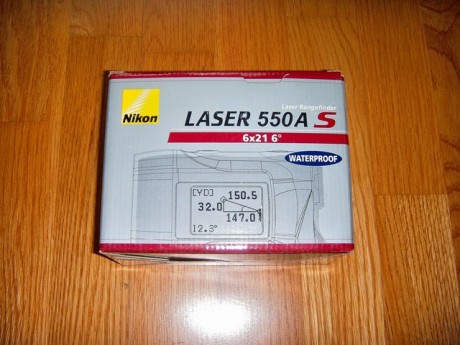 Nikon
Laser Rangefinder
LASER 550A S
6x21 6°
WATERPROOF
[YD]
150.5
32.0
147.0
12.3°